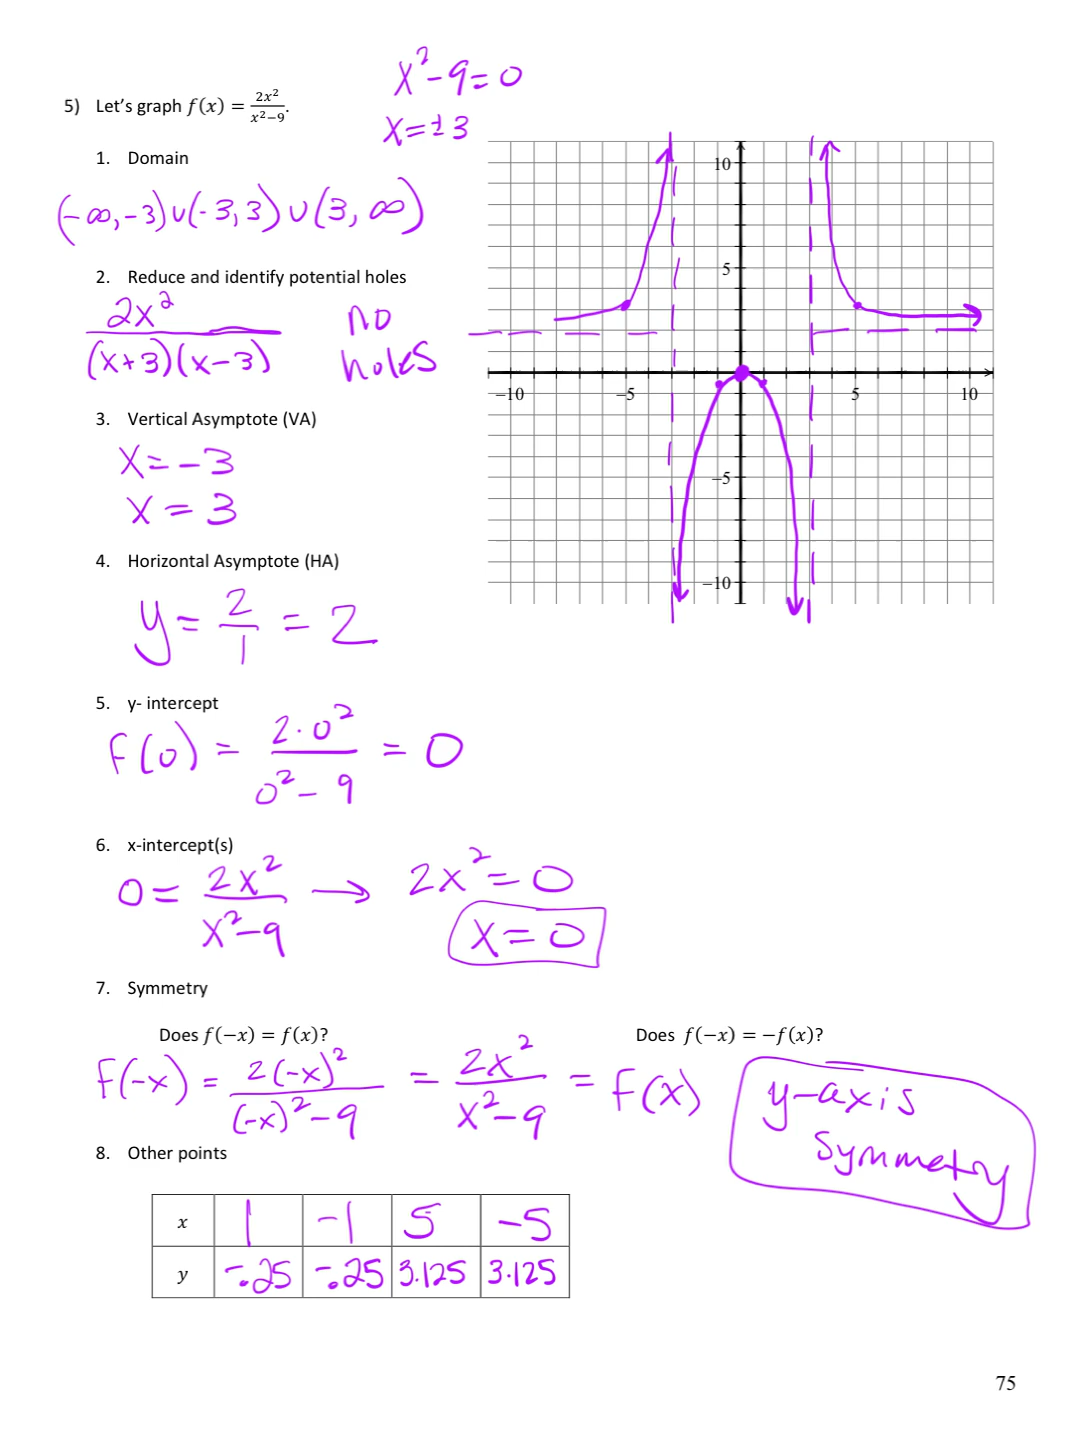 x²-9=0
5) Let's graph f(x) = 2x²/x²−9.
x=±3
1. Domain
(-∞,-3)∪(-3,3)∪(3,∞)
2. Reduce and identify potential holes
2x²/(x+3)(x-3) no holes
3. Vertical Asymptote (VA)
x=-3
x=3
4. Horizontal Asymptote (HA)
y=2/1=2
5. y- intercept
f(0) = 2·0²/0²-9 = 0
6. x-intercept(s)
0= 2x²/x²-9 → 2x²=0
x=0
7. Symmetry
Does f(−x) = f(x)? Does f(−x) = −f(x)?
f(-x) = 2(-x)²/(-x)²-9 = 2x²/x²-9 = f(x) y-axis symmetry
8. Other points
x 1 -1 5 -5
y -.25 -.25 3.125 3.125
10
5
−10 −5 5 10
−5
−10
75